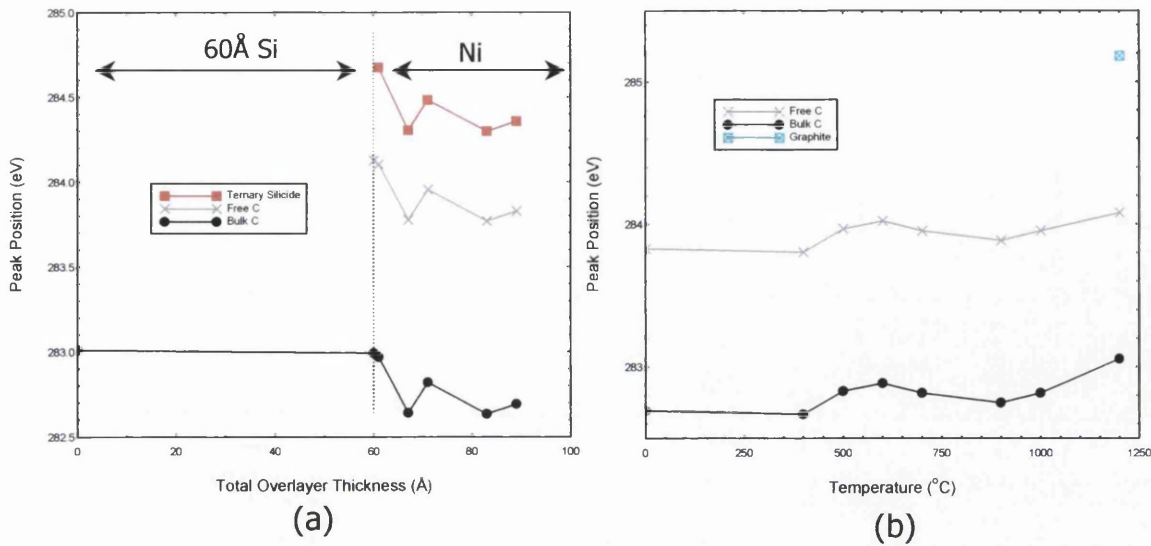 60Å Si
Ni
285.0
284.5
284.0
283.5
283.0
282.5
Peak Position (eV)
Ternary Silicide
Free C
Bulk C
0
20
40
60
80
100
Total Overlayer Thickness (Å)
(a)
285
284
283
Peak Position (eV)
Free C
Bulk C
Graphite
0
250
500
750
1000
1250
Temperature (°C)
(b)